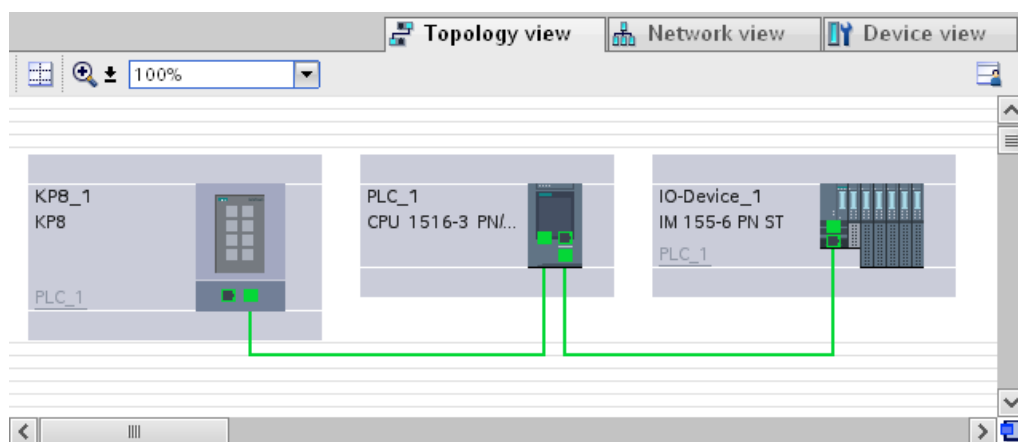 Topology view Network view Device view
100%
KP8_1
KP8
PLC_1
PLC_1
CPU 1516-3 PN/...
IO-Device_1
IM 155-6 PN ST
PLC_1